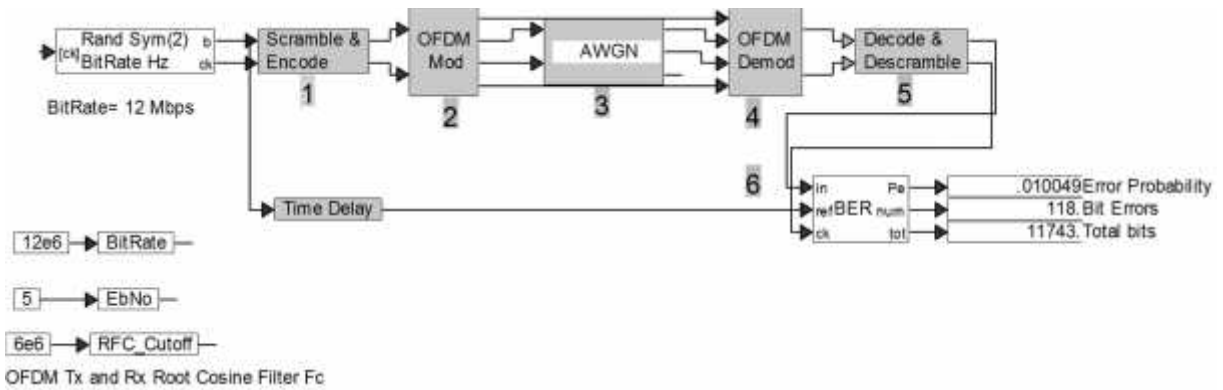 Rand Sym(2) b
[ck] BitRate Hz ck
BitRate= 12 Mbps
Scramble &
Encode
1
OFDM
Mod
2
AWGN
3
OFDM
Demod
4
Decode &
Descramble
5
6
Time Delay
in Pe
ref BER num
ck tot
.010049 Error Probability
118. Bit Errors
11743. Total bits
12e6 BitRate
5 EbNo
6e6 RFC_Cutoff
OFDM Tx and Rx Root Cosine Filter Fc